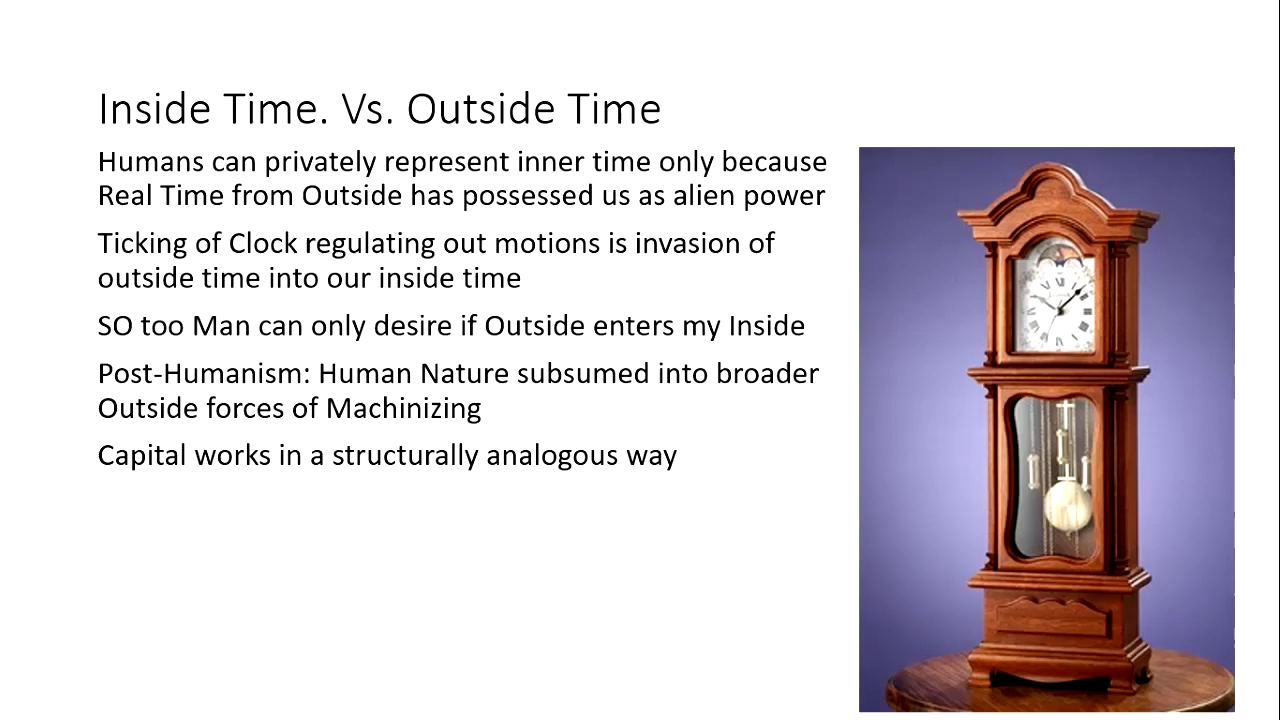 Inside Time. Vs. Outside Time
Humans can privately represent inner time only because
Real Time from Outside has possessed us as alien power
Ticking of Clock regulating out motions is invasion of
outside time into our inside time
SO too Man can only desire if Outside enters my Inside
Post-Humanism: Human Nature subsumed into broader
Outside forces of Machinizing
Capital works in a structurally analogous way